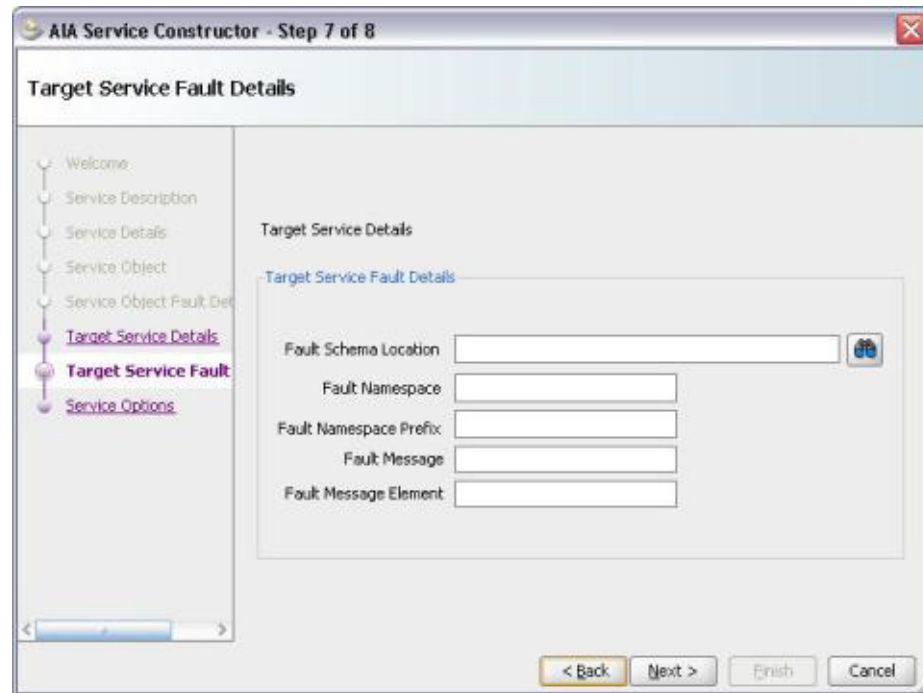 AIA Service Constructor - Step 7 of 8
Target Service Fault Details
Welcome
Service Description
Service Details
Service Object
Service Object Fault Det
Target Service Details
Target Service Fault
Service Options
Target Service Details
Target Service Fault Details
Fault Schema Location
Fault Namespace
Fault Namespace Prefix
Fault Message
Fault Message Element
< Back
Next >
Finish
Cancel